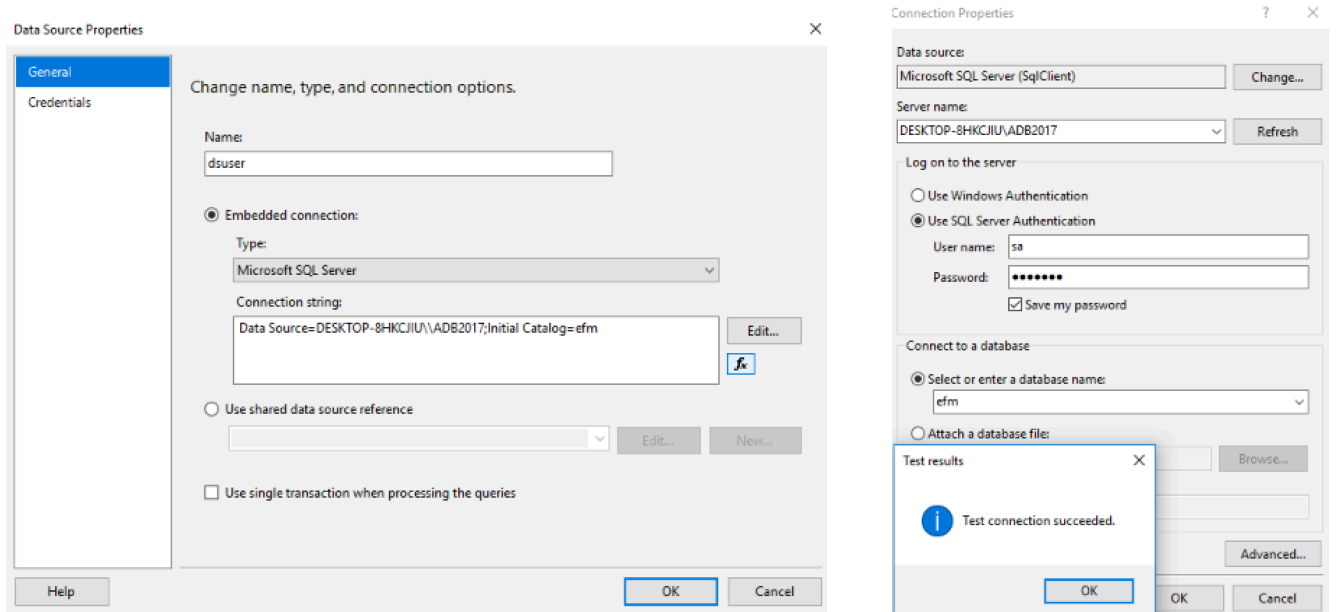 Data Source Properties
General
Credentials
Change name, type, and connection options.
Name:
dsuser
Embedded connection:
Type:
Microsoft SQL Server
Connection string:
Data Source=DESKTOP-8HKCJIU\\ADB2017;Initial Catalog=efm
Edit...
fx
Use shared data source reference
Edit...
New...
Use single transaction when processing the queries
Help
OK
Cancel
Connection Properties
?
Data source:
Microsoft SQL Server (SqlClient)
Change...
Server name:
DESKTOP-8HKCJIU\ADB2017
Refresh
Log on to the server
Use Windows Authentication
Use SQL Server Authentication
User name:
sa
Password:
•••••••
Save my password
Connect to a database
Select or enter a database name:
efm
Attach a database file:
Browse...
Test results
Test connection succeeded.
OK
Advanced...
OK
Cancel